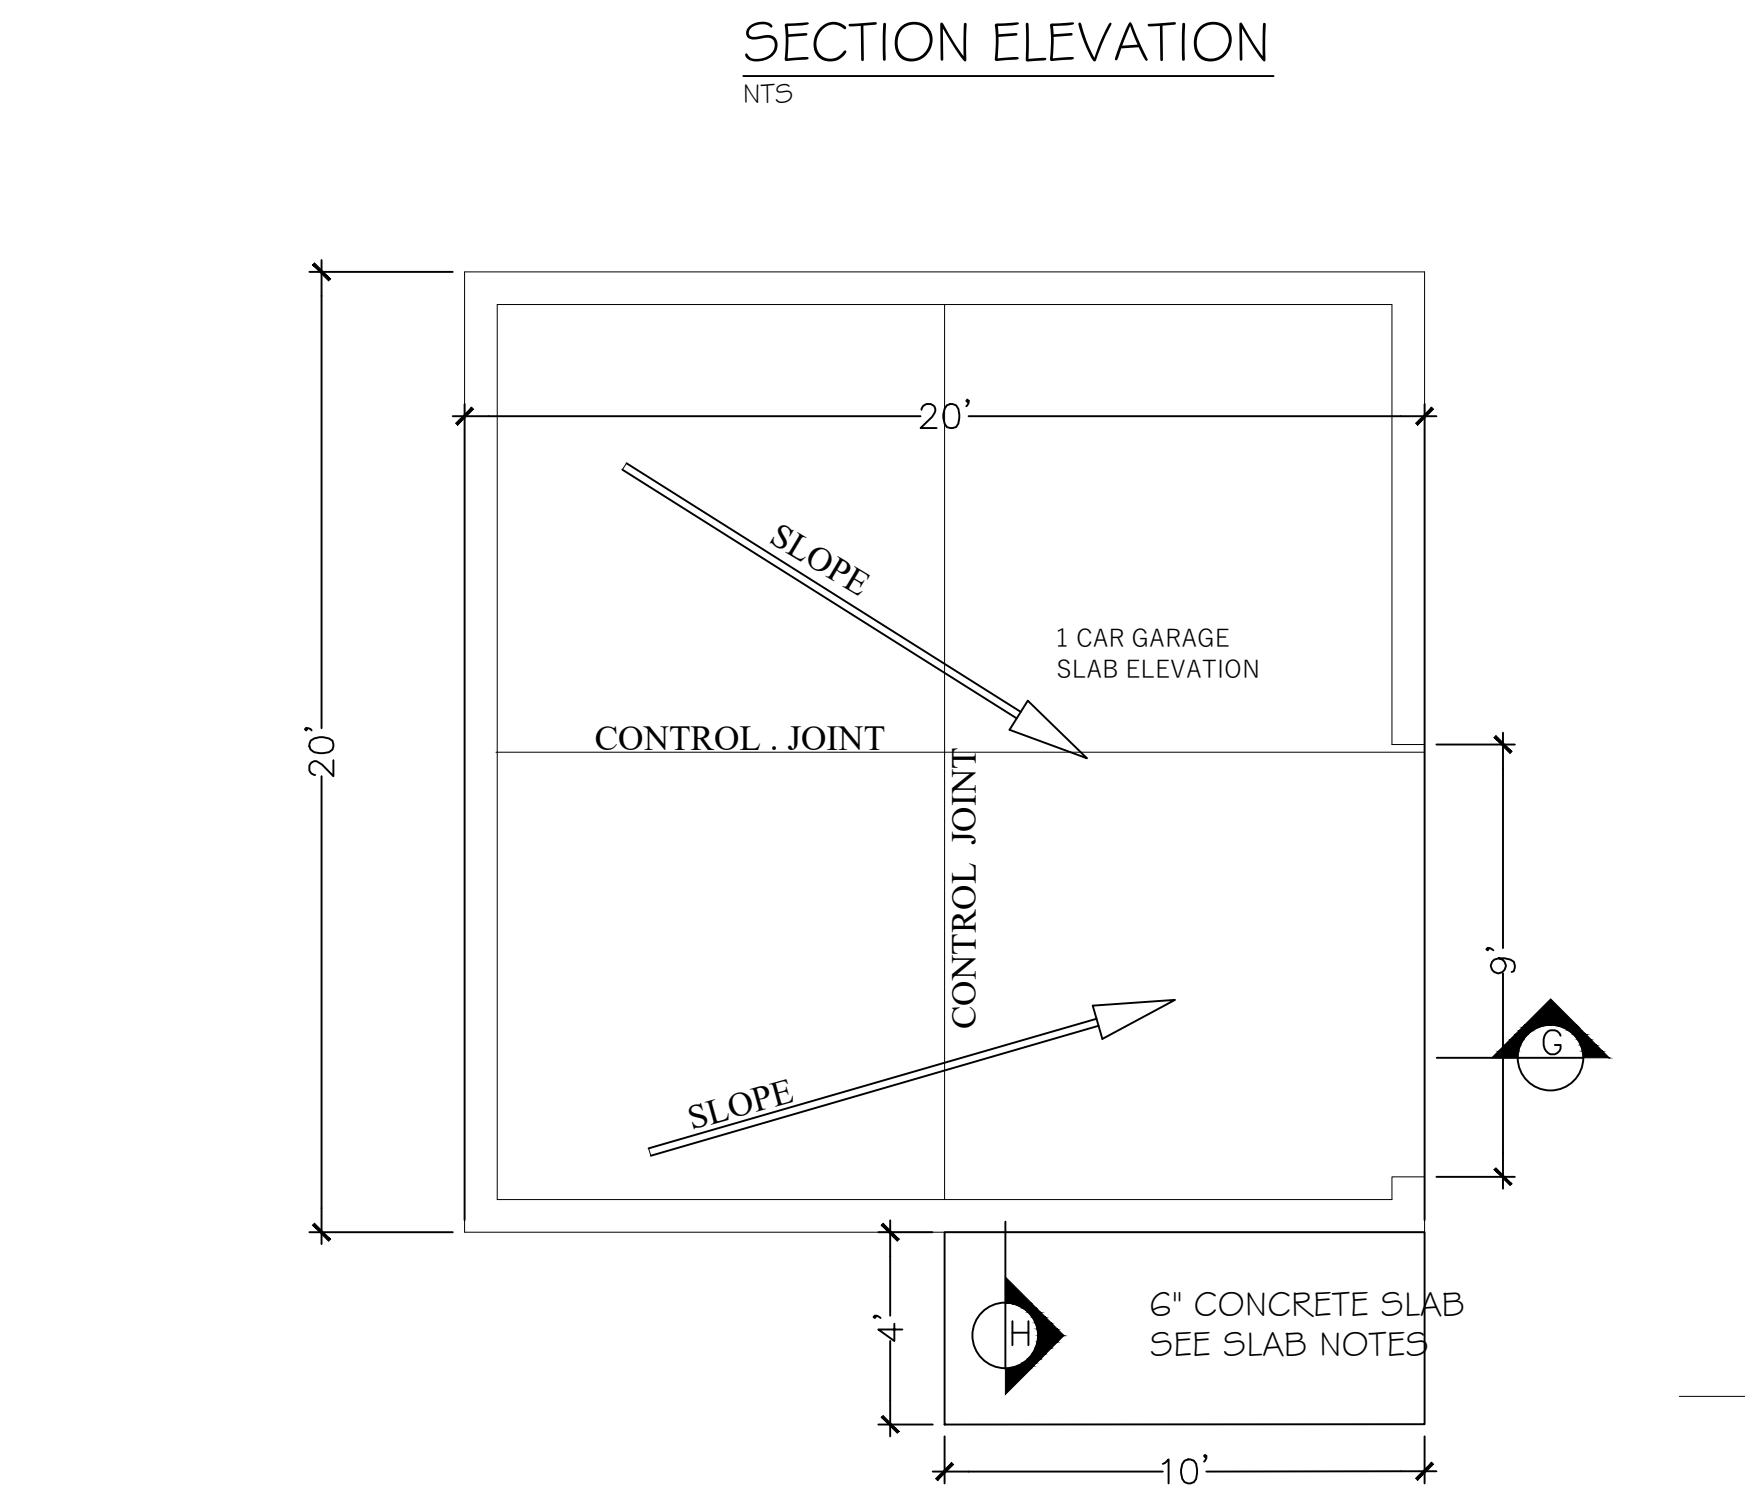 SECTION ELEVATION
NTS
20'
SLOPE
1 CAR GARAGE
SLAB ELEVATION
CONTROL . JOINT
20'
CONTROL JOINT
9'
G
SLOPE
6" CONCRETE SLAB
SEE SLAB NOTES
4'
H
10'